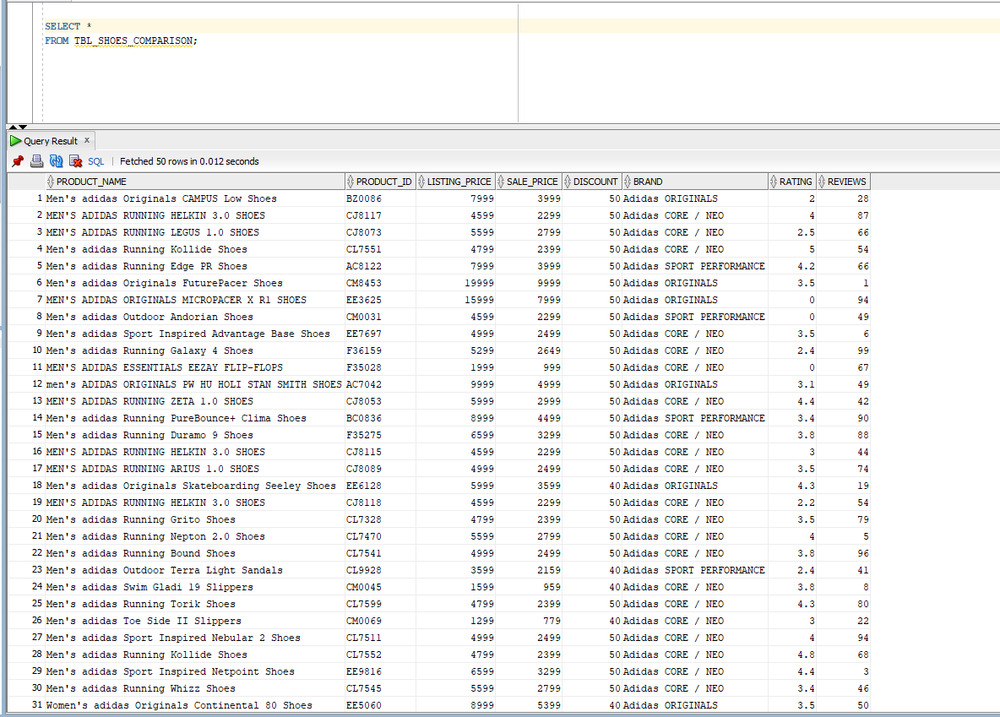 SELECT *
FROM TBL_SHOES_COMPARISON;
Query Result x
SQL | Fetched 50 rows in 0.012 seconds
PRODUCT_NAME PRODUCT_ID LISTING_PRICE SALE_PRICE DISCOUNT BRAND RATING REVIEWS
1 Men's adidas Originals CAMPUS Low Shoes BZ0086 7999 3999 50 Adidas ORIGINALS 2 28
2 MEN'S ADIDAS RUNNING HELKIN 3.0 SHOES CJ8117 4599 2299 50 Adidas CORE / NEO 4 87
3 MEN'S ADIDAS RUNNING LEGUS 1.0 SHOES CJ8073 5599 2799 50 Adidas CORE / NEO 2.5 66
4 Men's adidas Running Kollide Shoes CL7551 4799 2399 50 Adidas CORE / NEO 5 54
5 Men's adidas Running Edge PR Shoes AC8122 7999 3999 50 Adidas SPORT PERFORMANCE 4.2 66
6 Men's adidas Originals FuturePacer Shoes CM8453 19999 9999 50 Adidas ORIGINALS 3.5 1
7 MEN'S ADIDAS ORIGINALS MICROPACER X R1 SHOES EE3625 15999 7999 50 Adidas ORIGINALS 0 94
8 Men's adidas Outdoor Andorian Shoes CM0031 4599 2299 50 Adidas SPORT PERFORMANCE 0 49
9 Men's adidas Sport Inspired Advantage Base Shoes EE7697 4999 2499 50 Adidas CORE / NEO 3.5 6
10 Men's adidas Running Galaxy 4 Shoes F36159 5299 2649 50 Adidas CORE / NEO 2.4 99
11 MEN'S ADIDAS ESSENTIALS EEZAY FLIP-FLOPS F35028 1999 999 50 Adidas CORE / NEO 0 67
12 men's ADIDAS ORIGINALS PW HU HOLI STAN SMITH SHOES AC7042 9999 4999 50 Adidas ORIGINALS 3.1 49
13 MEN'S ADIDAS RUNNING ZETA 1.0 SHOES CJ8053 5999 2999 50 Adidas CORE / NEO 4.4 42
14 Men's adidas Running PureBounce+ Clima Shoes BC0836 8999 4499 50 Adidas SPORT PERFORMANCE 3.4 90
15 Men's adidas Running Duramo 9 Shoes F35275 6599 3299 50 Adidas CORE / NEO 3.8 88
16 MEN'S ADIDAS RUNNING HELKIN 3.0 SHOES CJ8115 4599 2299 50 Adidas CORE / NEO 3 44
17 MEN'S ADIDAS RUNNING ARIUS 1.0 SHOES CJ8089 4999 2499 50 Adidas CORE / NEO 3.5 74
18 Men's adidas Originals Skateboarding Seeley Shoes EE6128 5999 3599 40 Adidas ORIGINALS 4.3 19
19 MEN'S ADIDAS RUNNING HELKIN 3.0 SHOES CJ8118 4599 2299 50 Adidas CORE / NEO 2.2 54
20 Men's adidas Running Grito Shoes CL7328 4799 2399 50 Adidas CORE / NEO 3.5 79
21 Men's adidas Running Nepton 2.0 Shoes CL7470 5599 2799 50 Adidas CORE / NEO 4 5
22 Men's adidas Running Bound Shoes CL7541 4999 2499 50 Adidas CORE / NEO 3.8 96
23 Men's adidas Outdoor Terra Light Sandals CL9928 3599 2159 40 Adidas SPORT PERFORMANCE 2.4 41
24 Men's adidas Swim Gladi 19 Slippers CM0045 1599 959 40 Adidas CORE / NEO 3.8 8
25 Men's adidas Running Torik Shoes CL7599 4799 2399 50 Adidas CORE / NEO 4.3 80
26 Men's adidas Toe Side II Slippers CM0069 1299 779 40 Adidas CORE / NEO 3 22
27 Men's adidas Sport Inspired Nebular 2 Shoes CL7511 4999 2499 50 Adidas CORE / NEO 4 94
28 Men's adidas Running Kollide Shoes CL7552 4799 2399 50 Adidas CORE / NEO 4.8 68
29 Men's adidas Sport Inspired Netpoint Shoes EE9816 6599 3299 50 Adidas CORE / NEO 4.4 3
30 Men's adidas Running Whizz Shoes CL7545 5599 2799 50 Adidas CORE / NEO 3.4 46
31 Women's adidas Originals Continental 80 Shoes EE5060 8999 5399 40 Adidas ORIGINALS 3.5 50